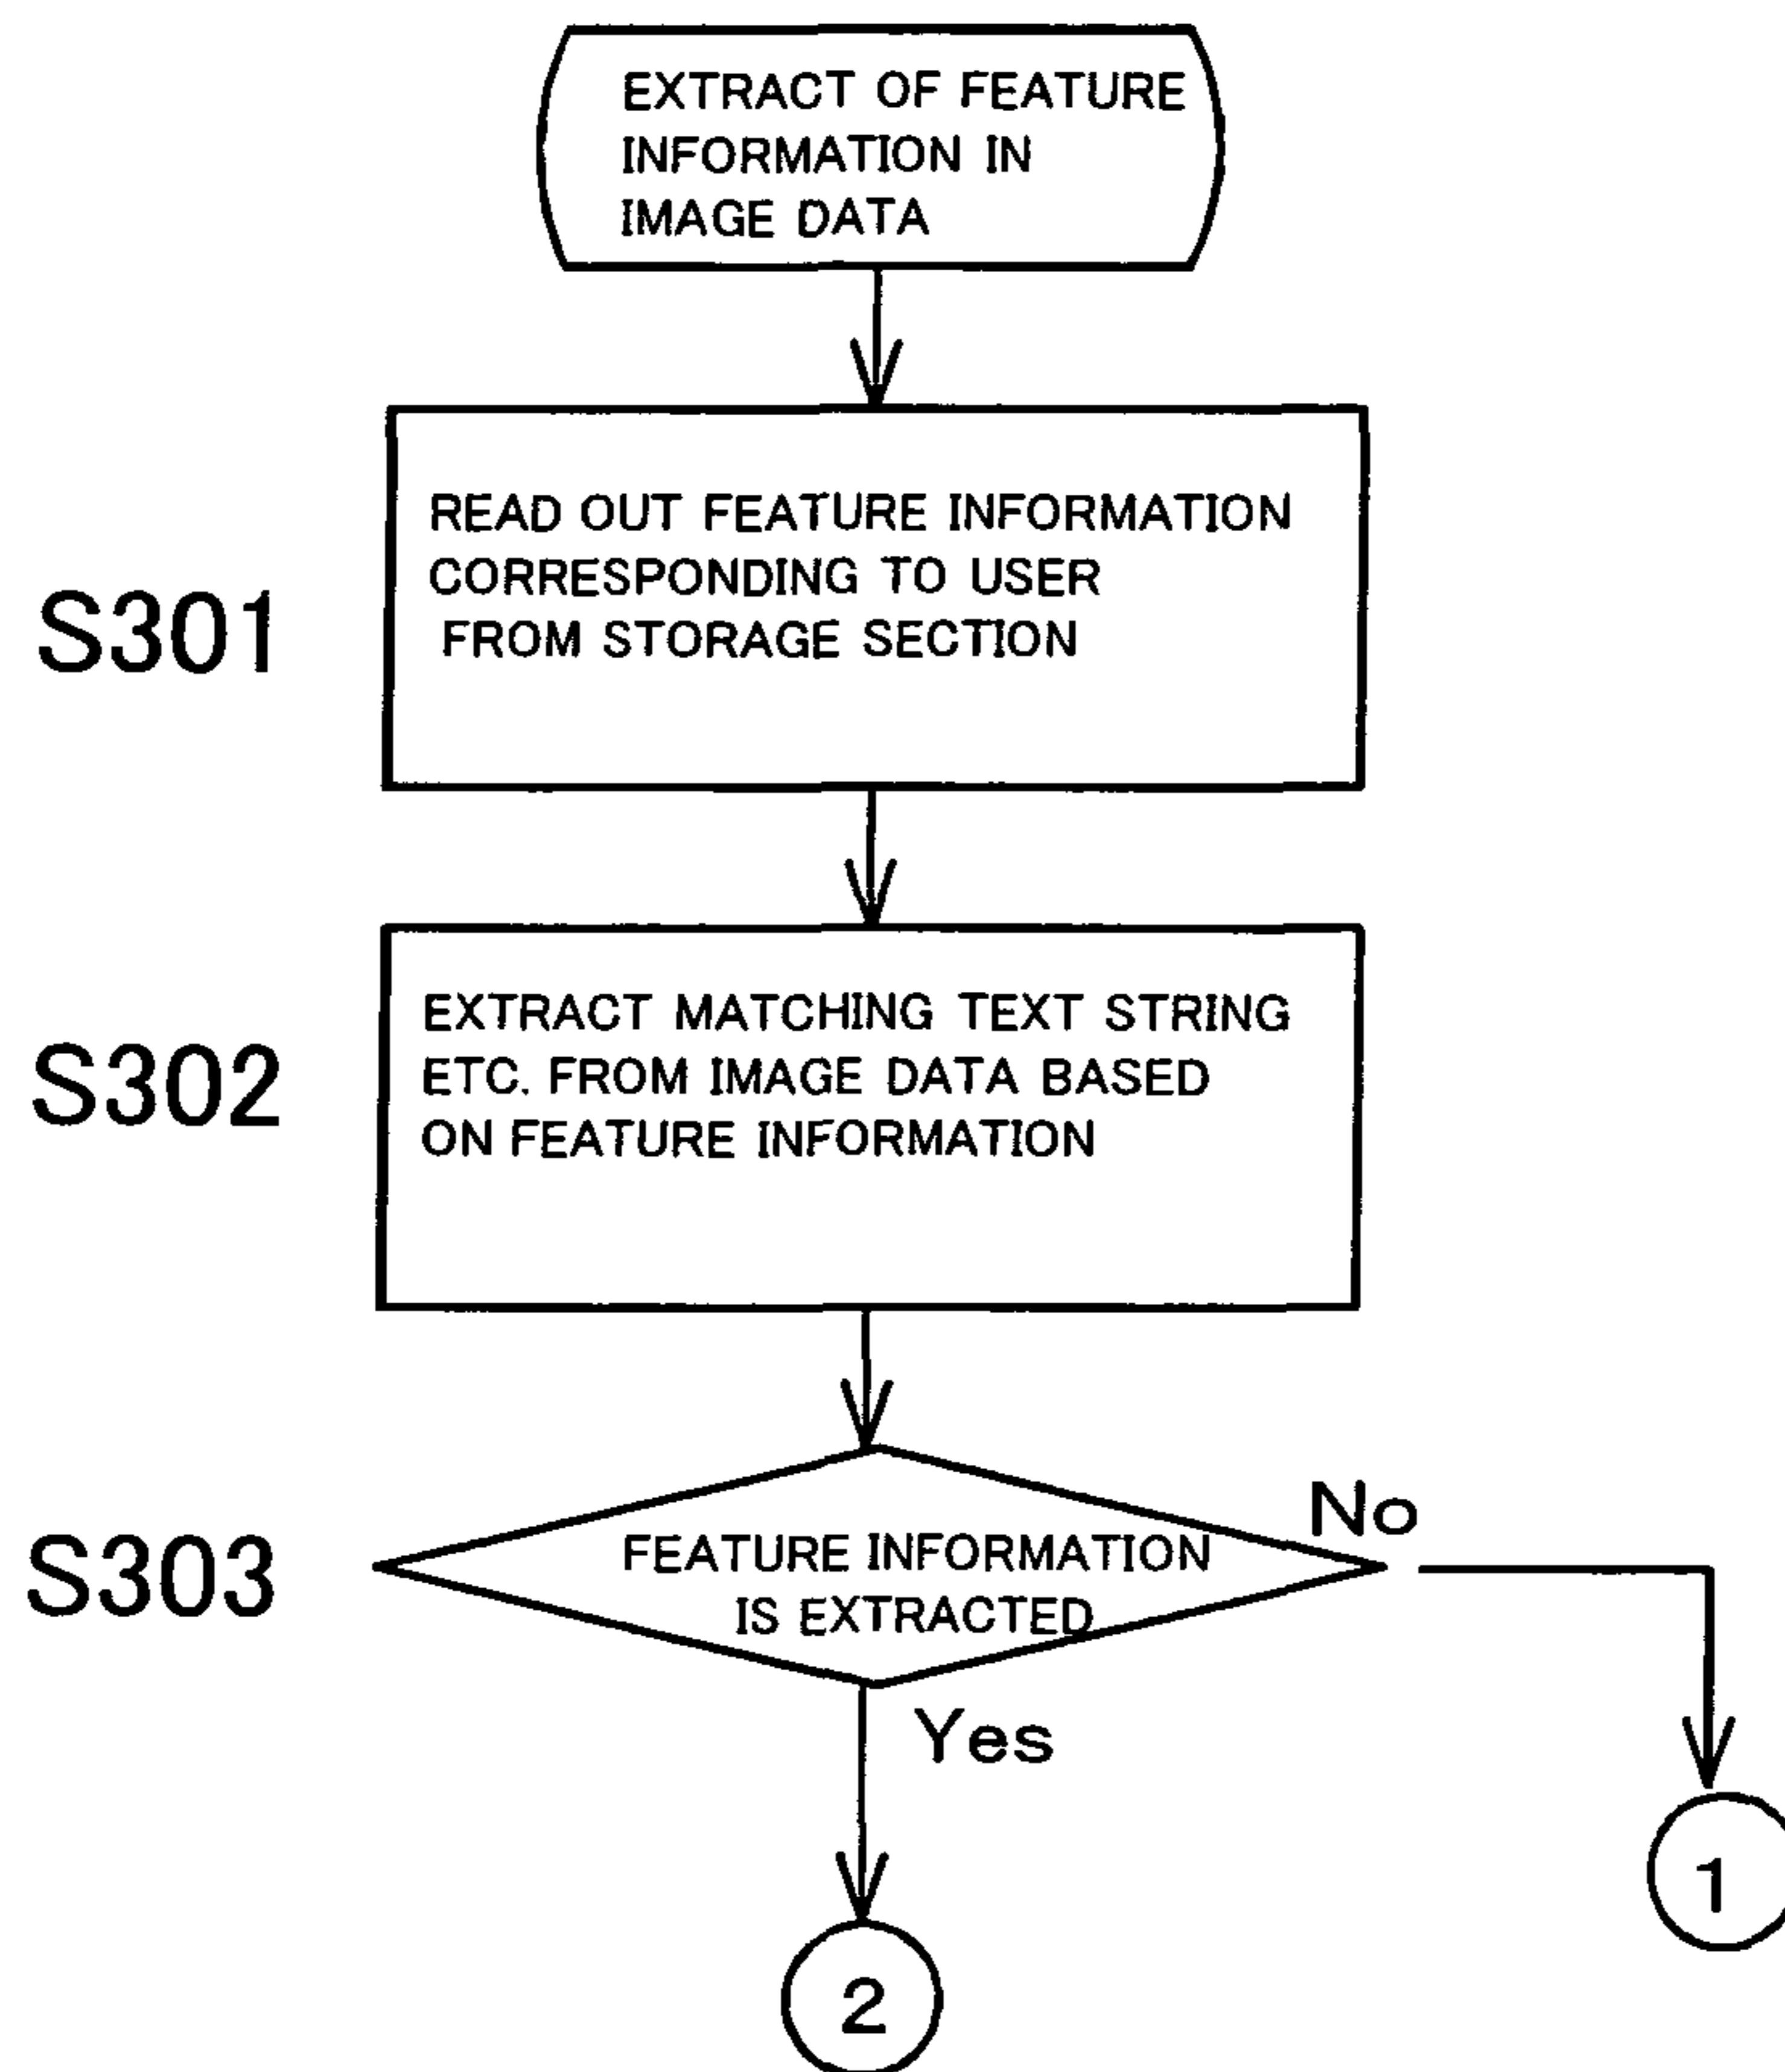 EXTRACT OF FEATURE
INFORMATION IN
IMAGE DATA
S301
READ OUT FEATURE INFORMATION
CORRESPONDING TO USER
FROM STORAGE SECTION
S302
EXTRACT MATCHING TEXT STRING
ETC. FROM IMAGE DATA BASED
ON FEATURE INFORMATION
S303
FEATURE INFORMATION
IS EXTRACTED
No
Yes
1
2